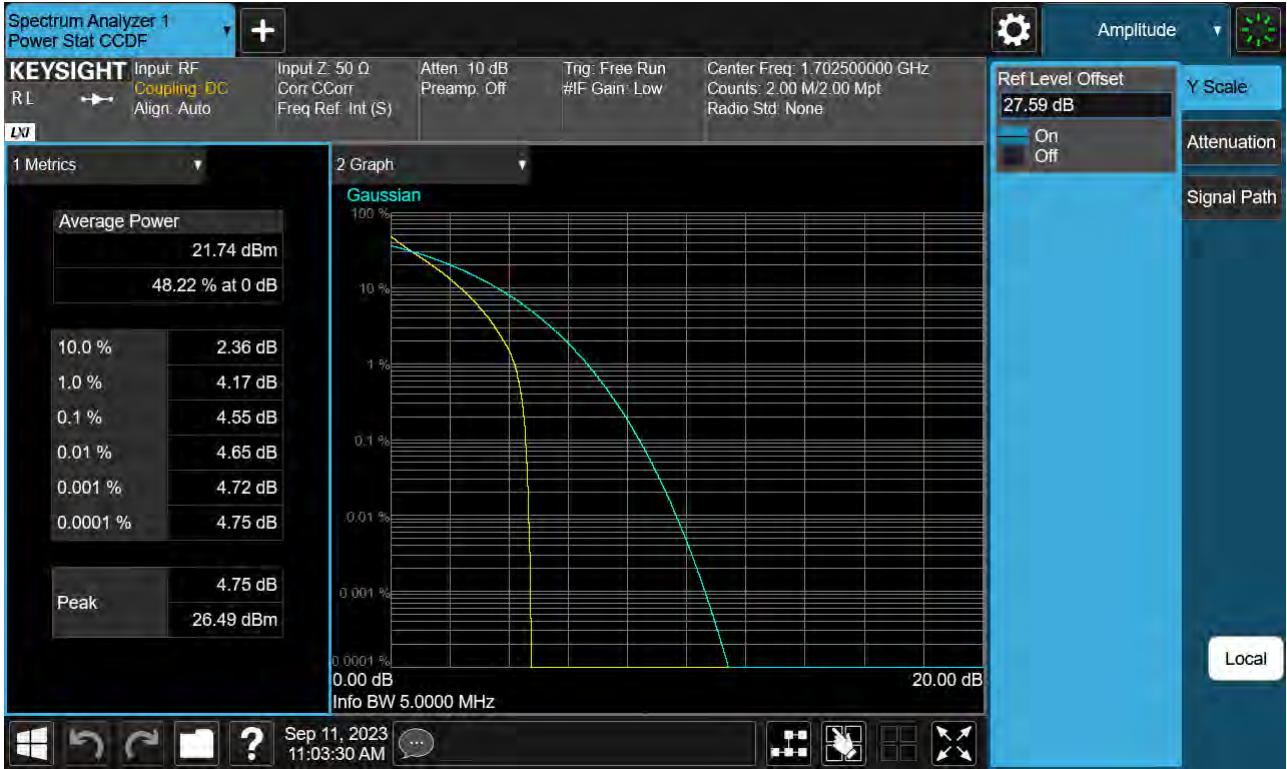 Spectrum Analyzer 1
Power Stat CCDF
Amplitude
KEYSIGHT
R L
LXI
Input: RF
Coupling: DC
Align: Auto
Input Z: 50 Ω
Corr CCorr
Freq Ref: Int (S)
Atten: 10 dB
Preamp: Off
Trig: Free Run
#IF Gain: Low
Center Freq: 1.702500000 GHz
Counts: 2.00 M/2.00 Mpt
Radio Std: None
Ref Level Offset
27.59 dB
On
Off
Y Scale
Attenuation
Signal Path
Local
1 Metrics
Average Power
21.74 dBm
48.22 % at 0 dB
10.0 % 2.36 dB
1.0 % 4.17 dB
0.1 % 4.55 dB
0.01 % 4.65 dB
0.001 % 4.72 dB
0.0001 % 4.75 dB
Peak
4.75 dB
26.49 dBm
2 Graph
Gaussian
100 %
10 %
1 %
0.1 %
0.01 %
0.001 %
0.0001 %
0.00 dB 20.00 dB
Info BW 5.0000 MHz
?
Sep 11, 2023
11:03:30 AM